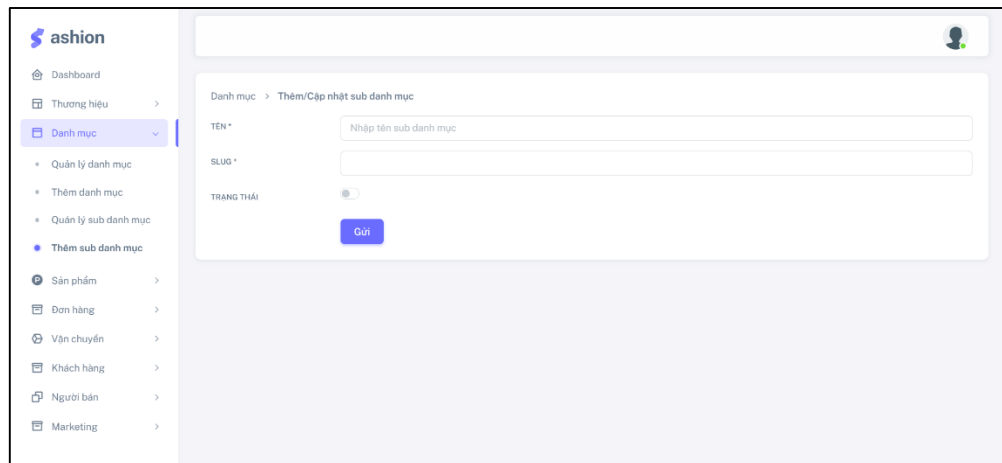 ashion
Dashboard
Thương hiệu
Danh mục
Quản lý danh mục
Thêm danh mục
Quản lý sub danh mục
Thêm sub danh mục
Sản phẩm
Đơn hàng
Vận chuyển
Khách hàng
Người bán
Marketing
Danh mục > Thêm/Cập nhật sub danh mục
TÊN * Nhập tên sub danh mục
SLUG *
TRẠNG THÁI
Gửi